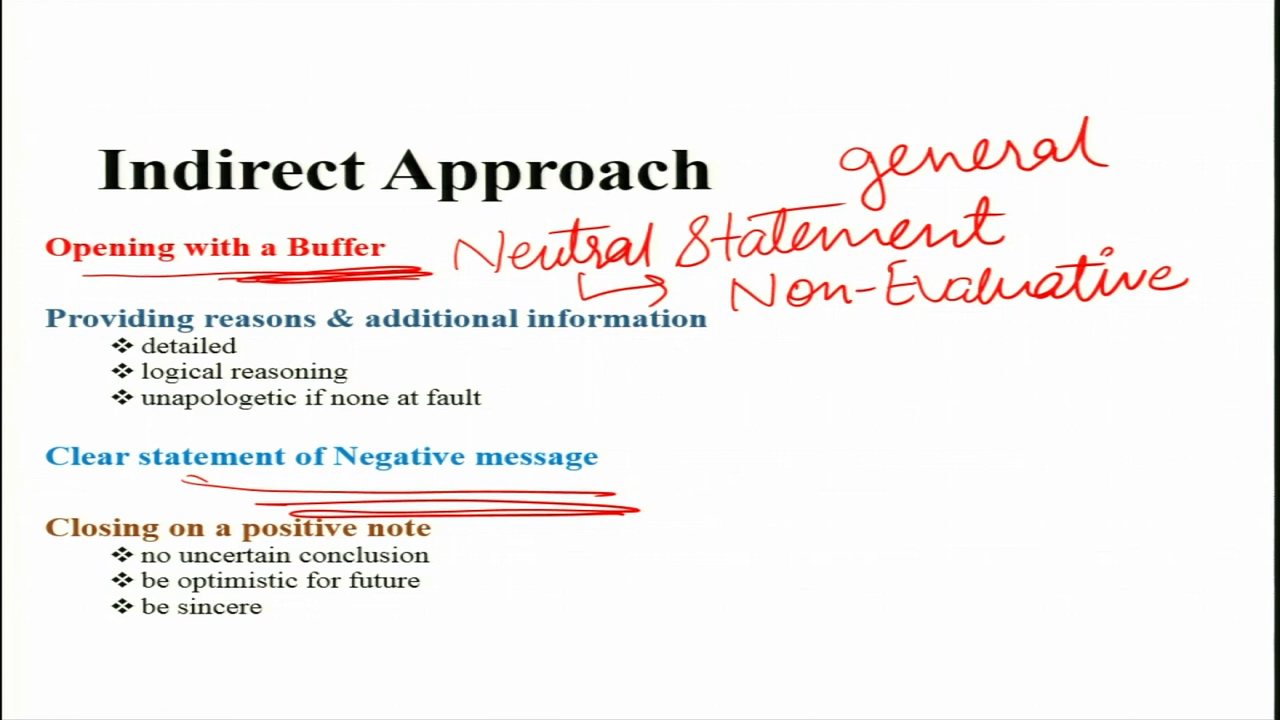 Indirect Approach
general
Opening with a Buffer
Neutral Statement
Non-Evaluative
Providing reasons & additional information
❖ detailed
❖ logical reasoning
❖ unapologetic if none at fault
Clear statement of Negative message
Closing on a positive note
❖ no uncertain conclusion
❖ be optimistic for future
❖ be sincere